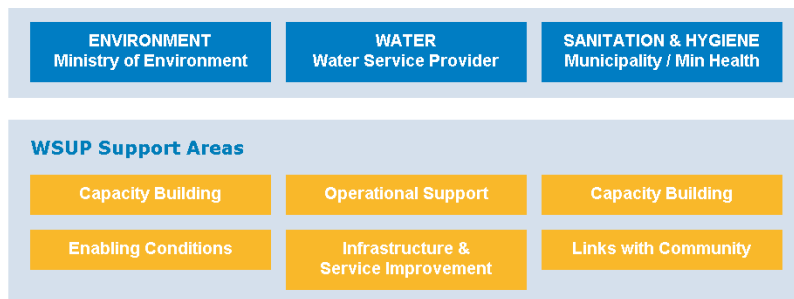 ENVIRONMENT
Ministry of Environment
WATER
Water Service Provider
SANITATION & HYGIENE
Municipality / Min Health
WSUP Support Areas
Capacity Building
Operational Support
Capacity Building
Enabling Conditions
Infrastructure &
Service Improvement
Links with Community